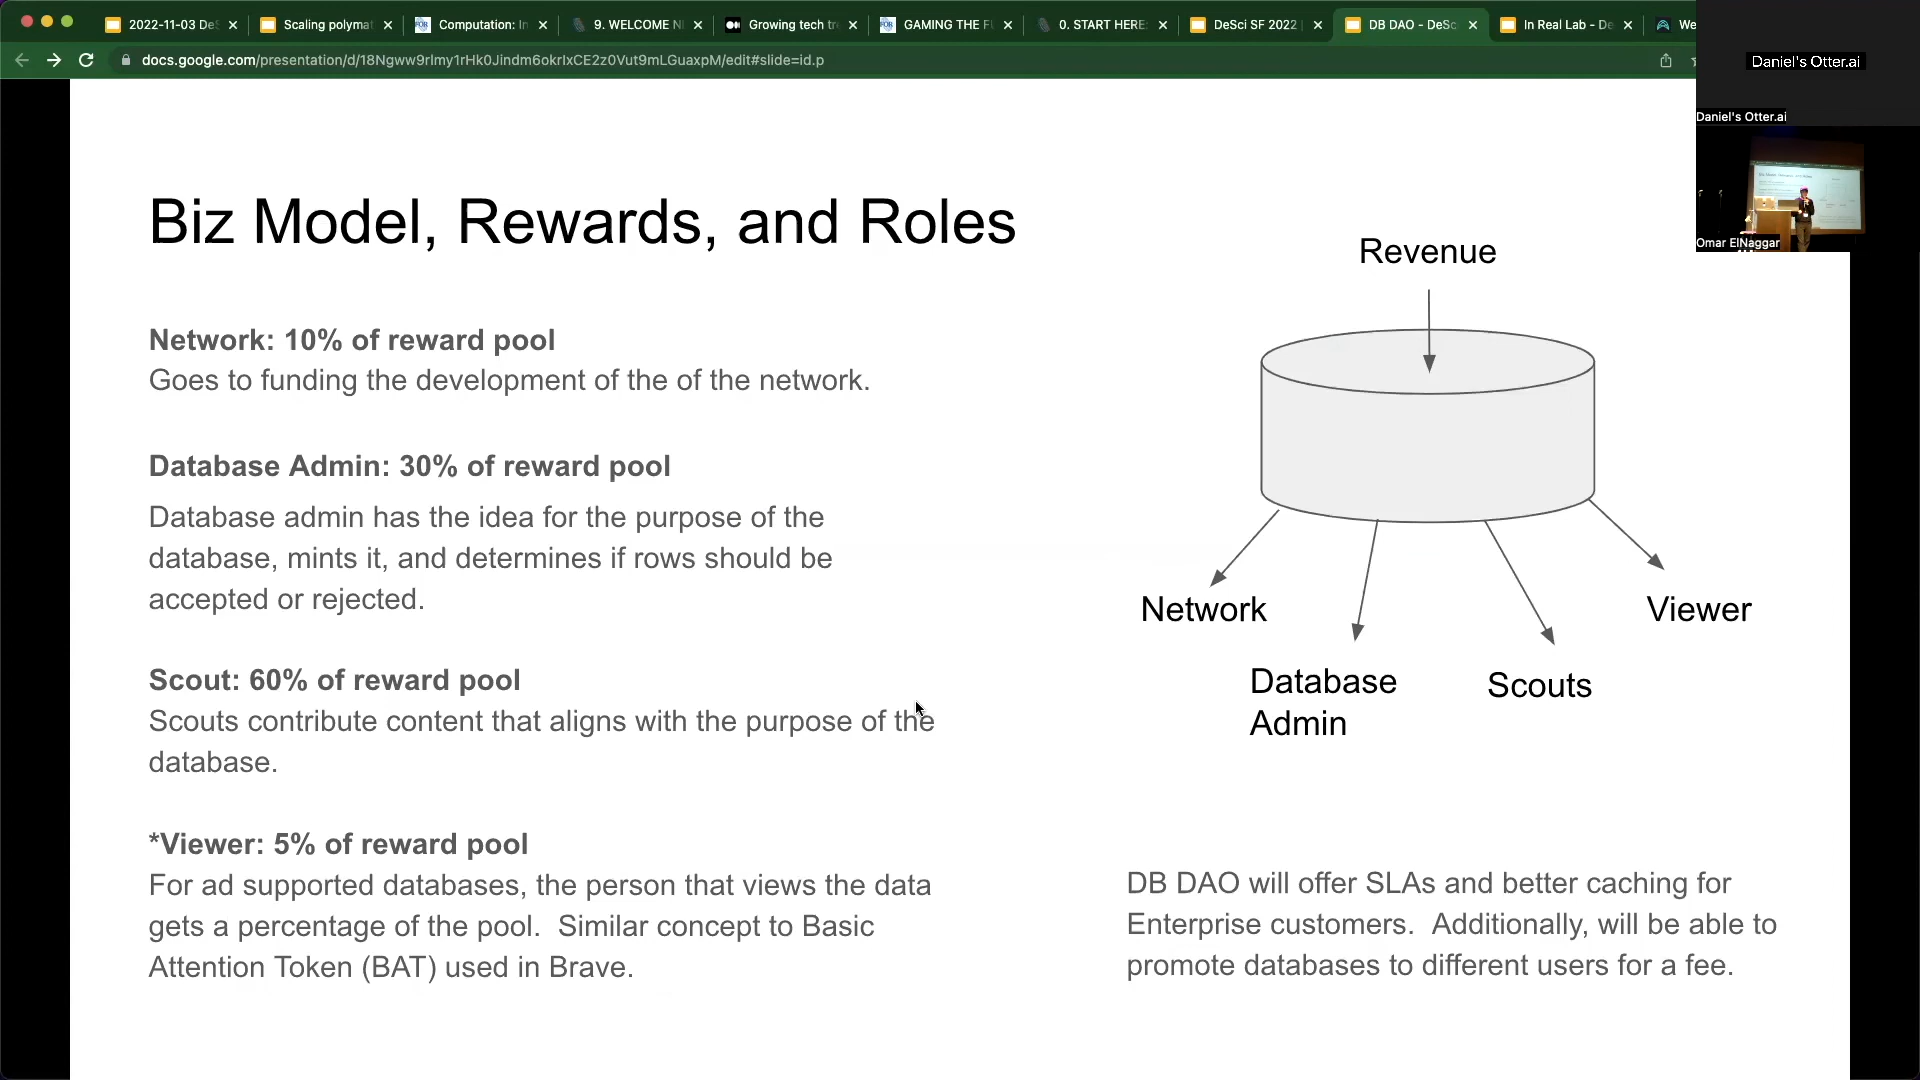 2022-11-03 DeS
Scaling polymat
Computation: In
9. WELCOME N
Growing tech tr
GAMING THE F
0. START HERE:
DeSci SF 2022
DB DAO - DeSc
In Real Lab - De
We
docs.google.com/presentation/d/18Ngww9rlmy1rHk0Jindm6okrlxCE2z0Vut9mLGuaxpM/edit#slide=id.p
Daniel's Otter.ai
Daniel's Otter.ai
Omar ElNaggar
Biz Model, Rewards, and Roles
Network: 10% of reward pool
Goes to funding the development of the of the network.
Database Admin: 30% of reward pool
Database admin has the idea for the purpose of the
database, mints it, and determines if rows should be
accepted or rejected.
Scout: 60% of reward pool
Scouts contribute content that aligns with the purpose of the
database.
*Viewer: 5% of reward pool
For ad supported databases, the person that views the data
gets a percentage of the pool.  Similar concept to Basic
Attention Token (BAT) used in Brave.
Revenue
Network
Viewer
Database
Admin
Scouts
DB DAO will offer SLAs and better caching for
Enterprise customers.  Additionally, will be able to
promote databases to different users for a fee.